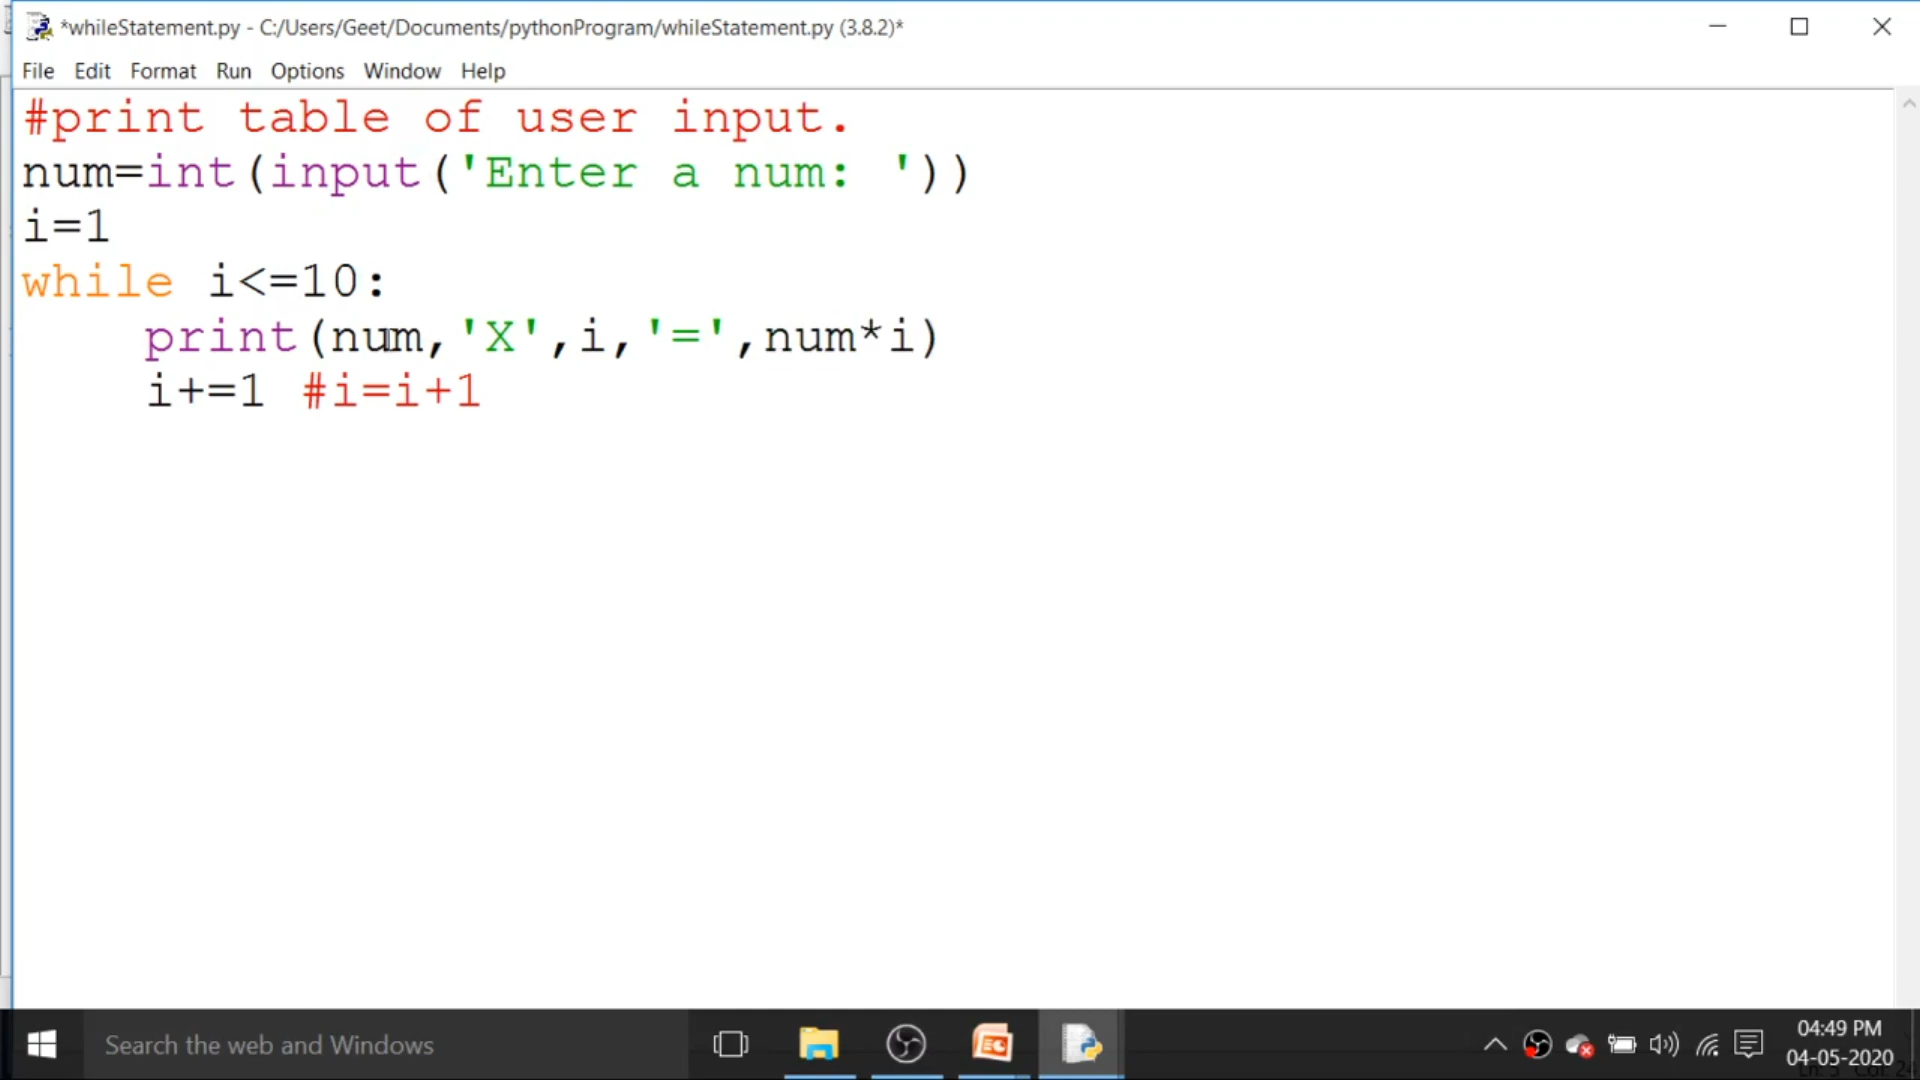 *whileStatement.py - C:/Users/Geet/Documents/pythonProgram/whileStatement.py (3.8.2)*
File Edit Format Run Options Window Help
#print table of user input.
num=int(input('Enter a num: '))
i=1
while i<=10:
    print(num,'X',i,'=',num*i)
    i+=1 #i=i+1
Search the web and Windows
04:49 PM
04-05-2020